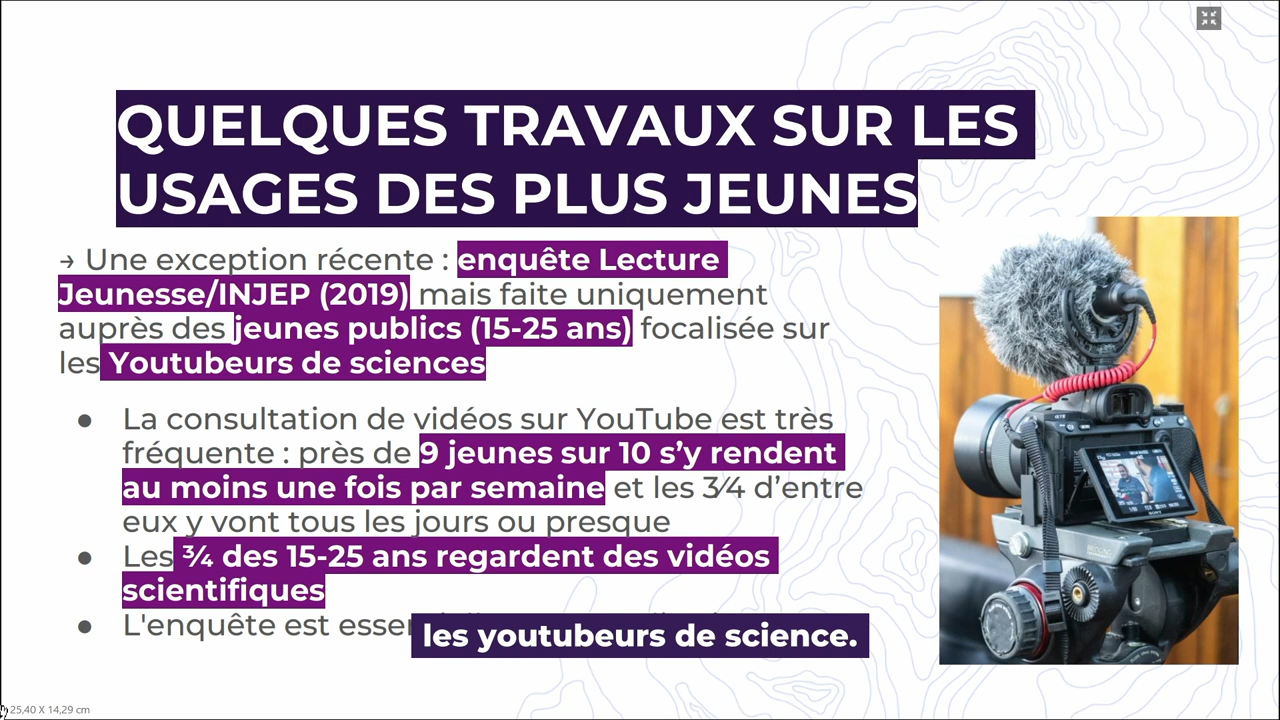 QUELQUES TRAVAUX SUR LES
USAGES DES PLUS JEUNES
→ Une exception récente : enquête Lecture
Jeunesse/INJEP (2019) mais faite uniquement
auprès des jeunes publics (15-25 ans) focalisée sur
les Youtubeurs de sciences
● La consultation de vidéos sur YouTube est très
fréquente : près de 9 jeunes sur 10 s’y rendent
au moins une fois par semaine et les 3⁄4 d’entre
eux y vont tous les jours ou presque
● Les ¾ des 15-25 ans regardent des vidéos
scientifiques
● L'enquête est
les youtubeurs de science.
25,40 X 14,29 cm
SONY